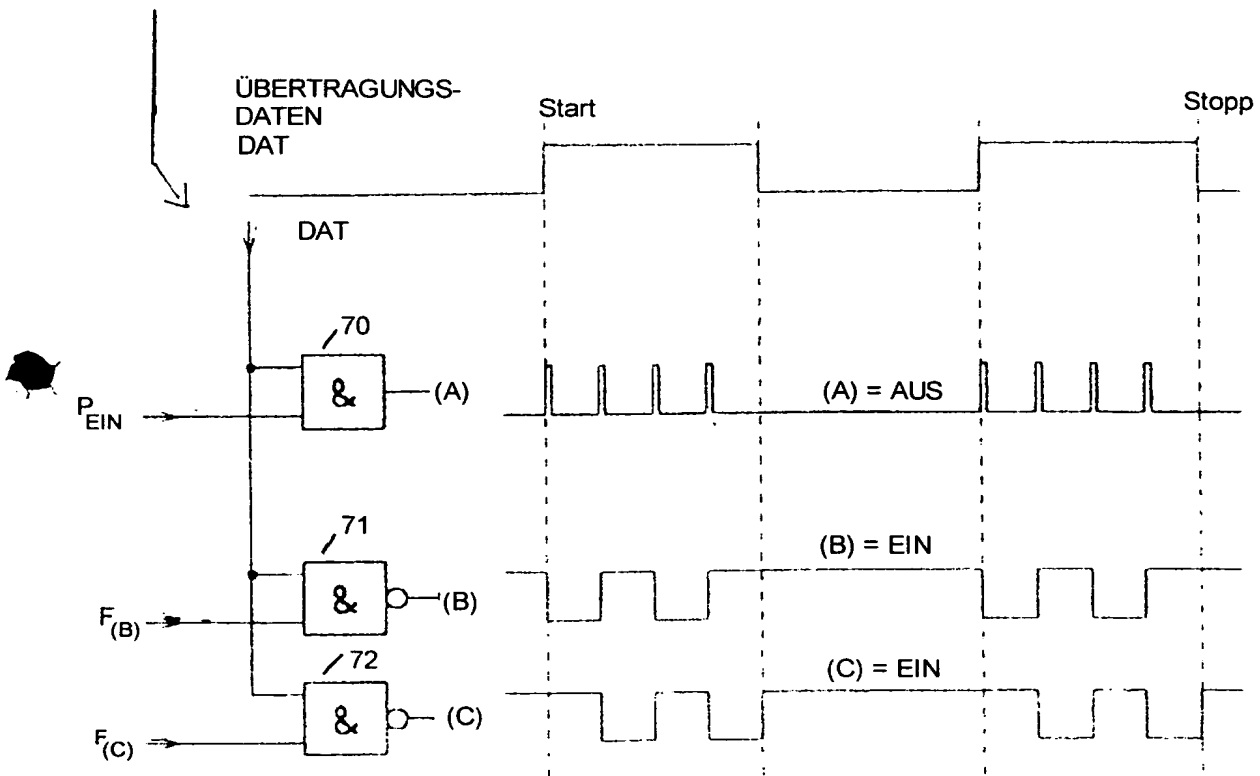 ÜBERTRAGUNGS-
DATEN
DAT
Start
Stopp
DAT
70
&
(A)
P EIN
(A) = AUS
71
&
(B)
F (B)
(B) = EIN
72
&
(C)
F (C)
(C) = EIN